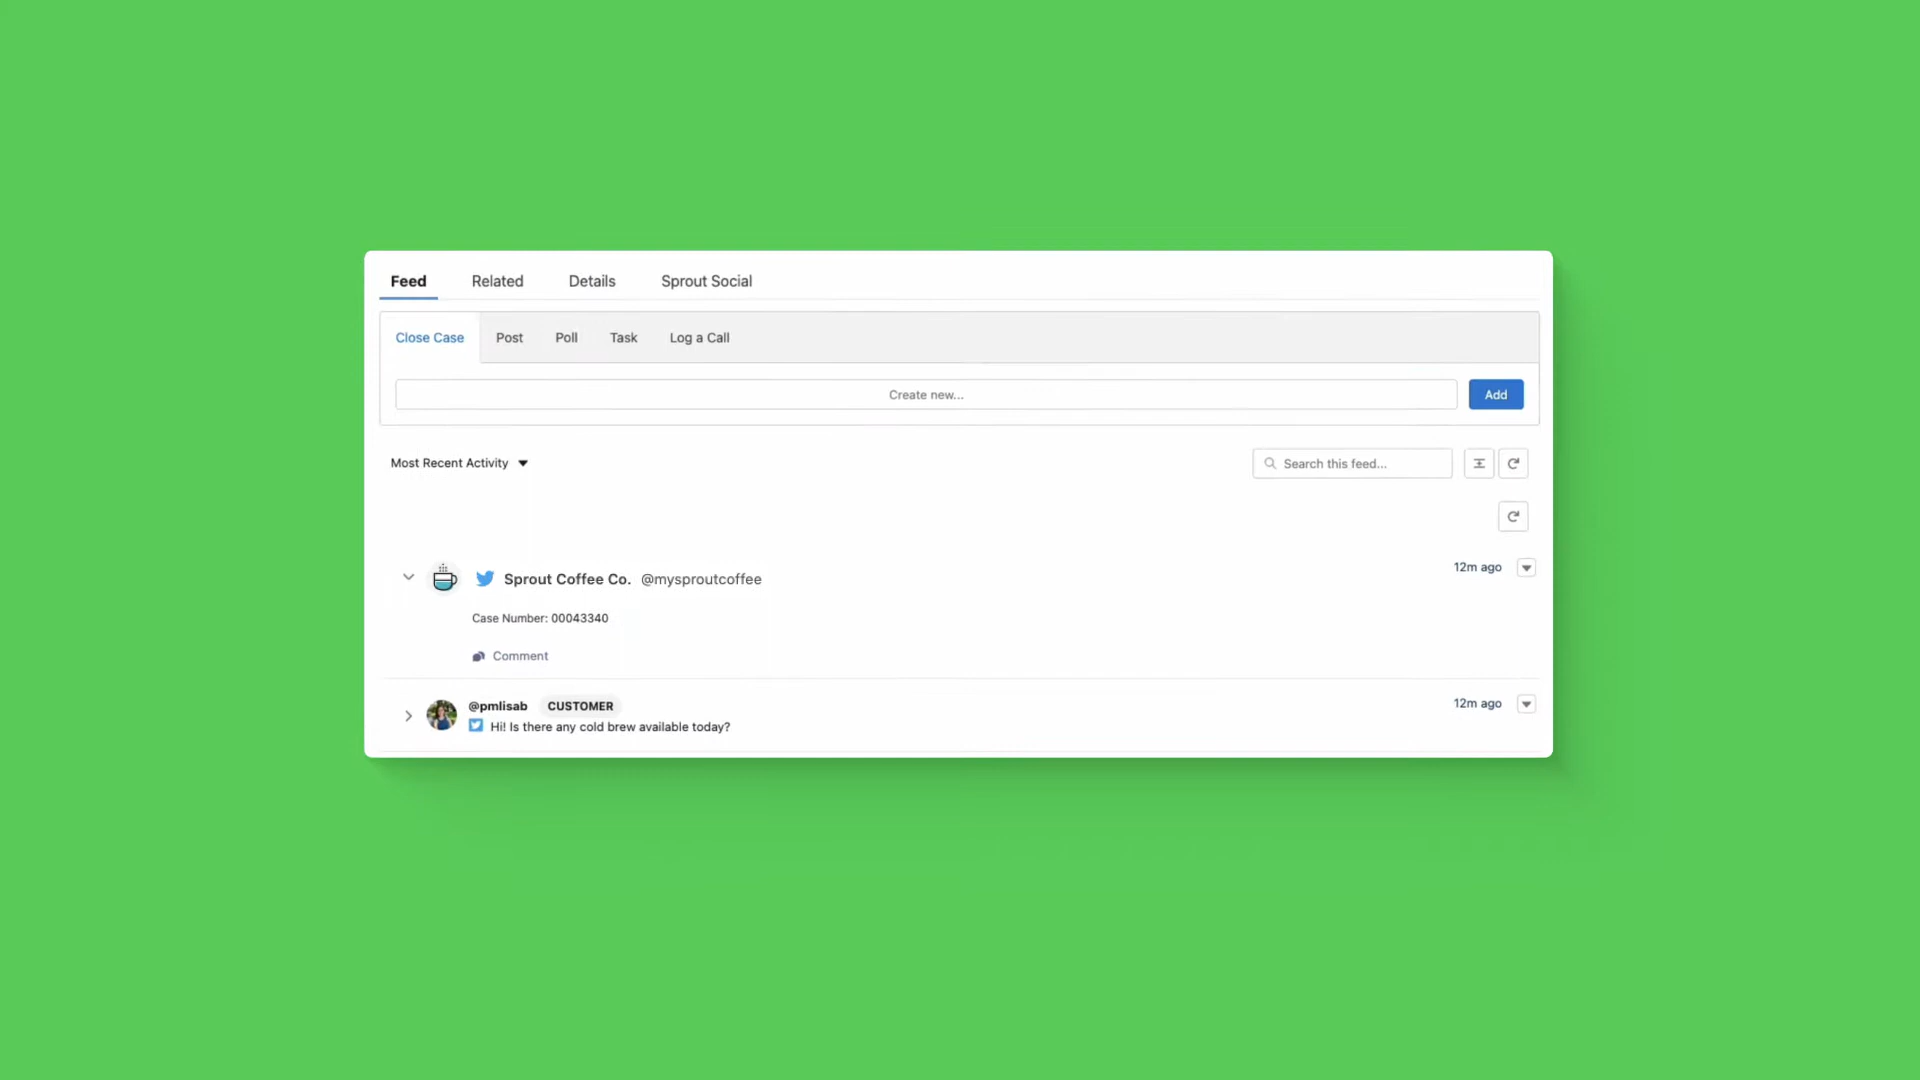 Feed Related Details Sprout Social
Close Case Post Poll Task Log a Call
Create new... Add
Most Recent Activity Search this feed...
Sprout Coffee Co. @mysproutcoffee 12m ago
Case Number: 00043340
Comment
@pmlisab CUSTOMER 12m ago
Hi! Is there any cold brew available today?